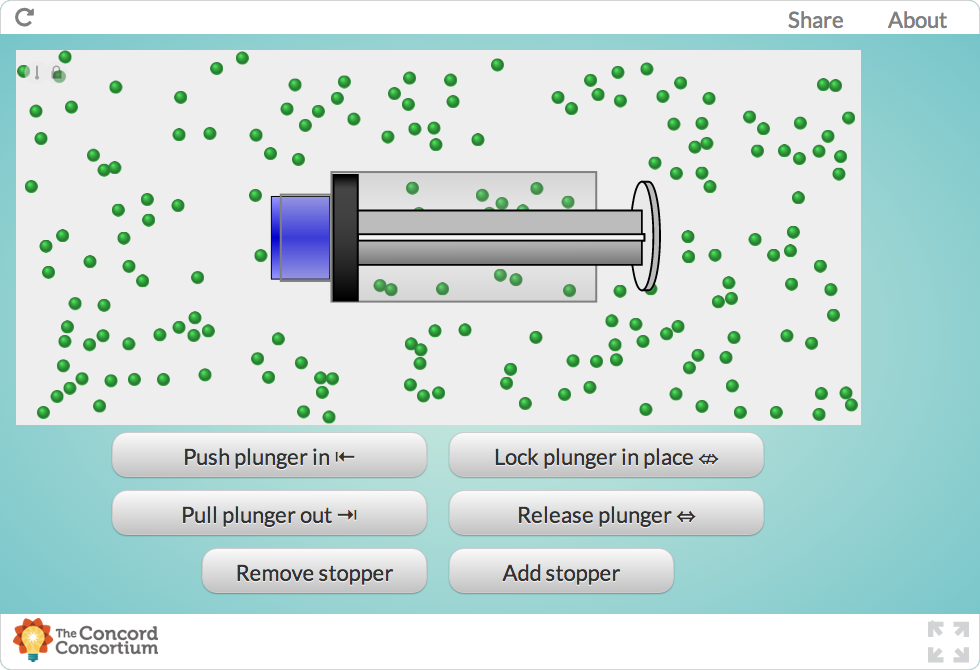 Share About
Push plunger in ⇤
Lock plunger in place ⬄
Pull plunger out ⇥
Release plunger ⬄
Remove stopper
Add stopper
The Concord
Consortium